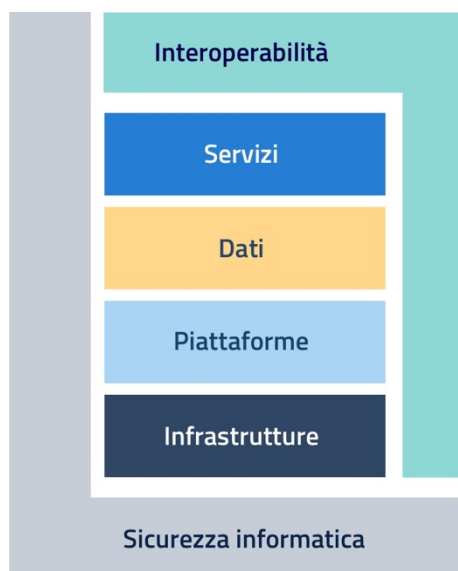 Interoperabilità
Servizi
Dati
Piattaforme
Infrastrutture
Sicurezza informatica